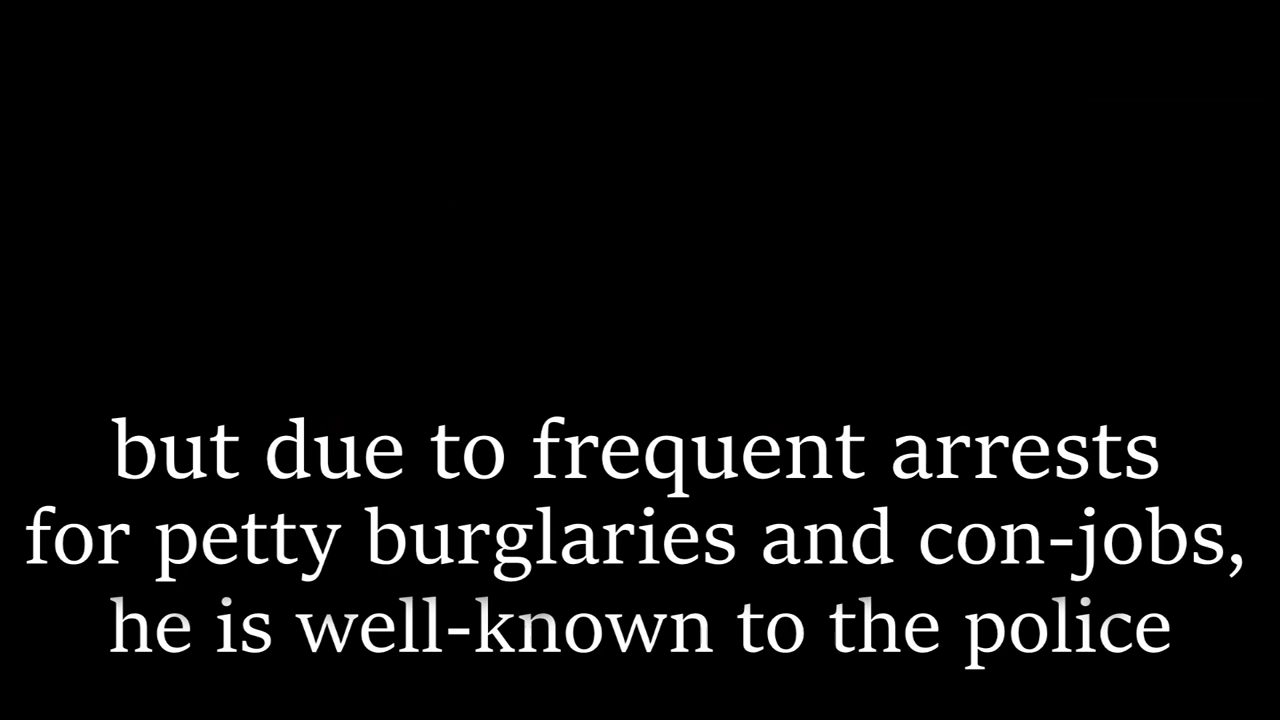 but due to frequent arrests
for petty burglaries and con-jobs,
he is well-known to the police